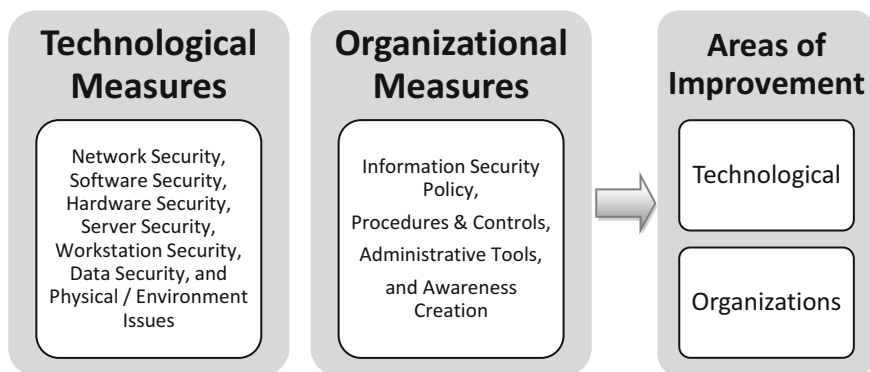 Technological
Measures
Network Security,
Software Security,
Hardware Security,
Server Security,
Workstation Security,
Data Security, and
Physical / Environment
Issues
Organizational
Measures
Information Security
Policy,
Procedures & Controls,
Administrative Tools,
and Awareness
Creation
Areas of
Improvement
Technological
Organizations